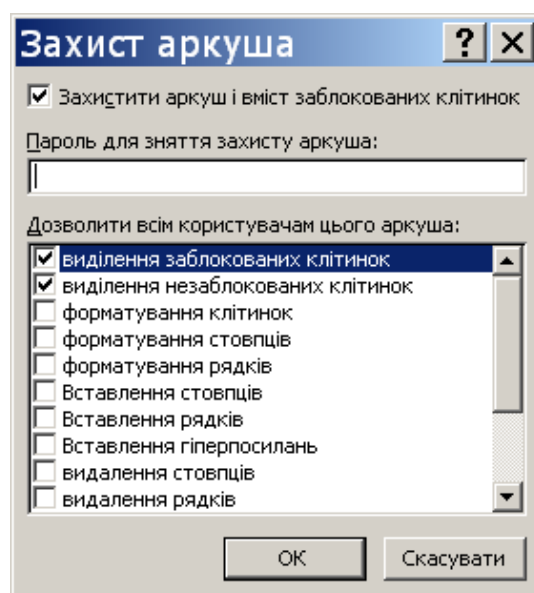 Захист аркуша
Захистити аркуш і вміст заблокованих клітинок
Пароль для зняття захисту аркуша:
Дозволити всім користувачам цього аркуша:
виділення заблокованих клітинок
виділення незаблокованих клітинок
форматування клітинок
форматування стовпців
форматування рядків
Вставлення стовпців
Вставлення рядків
Вставлення гіперпосилань
видалення стовпців
видалення рядків
ОК Скасувати